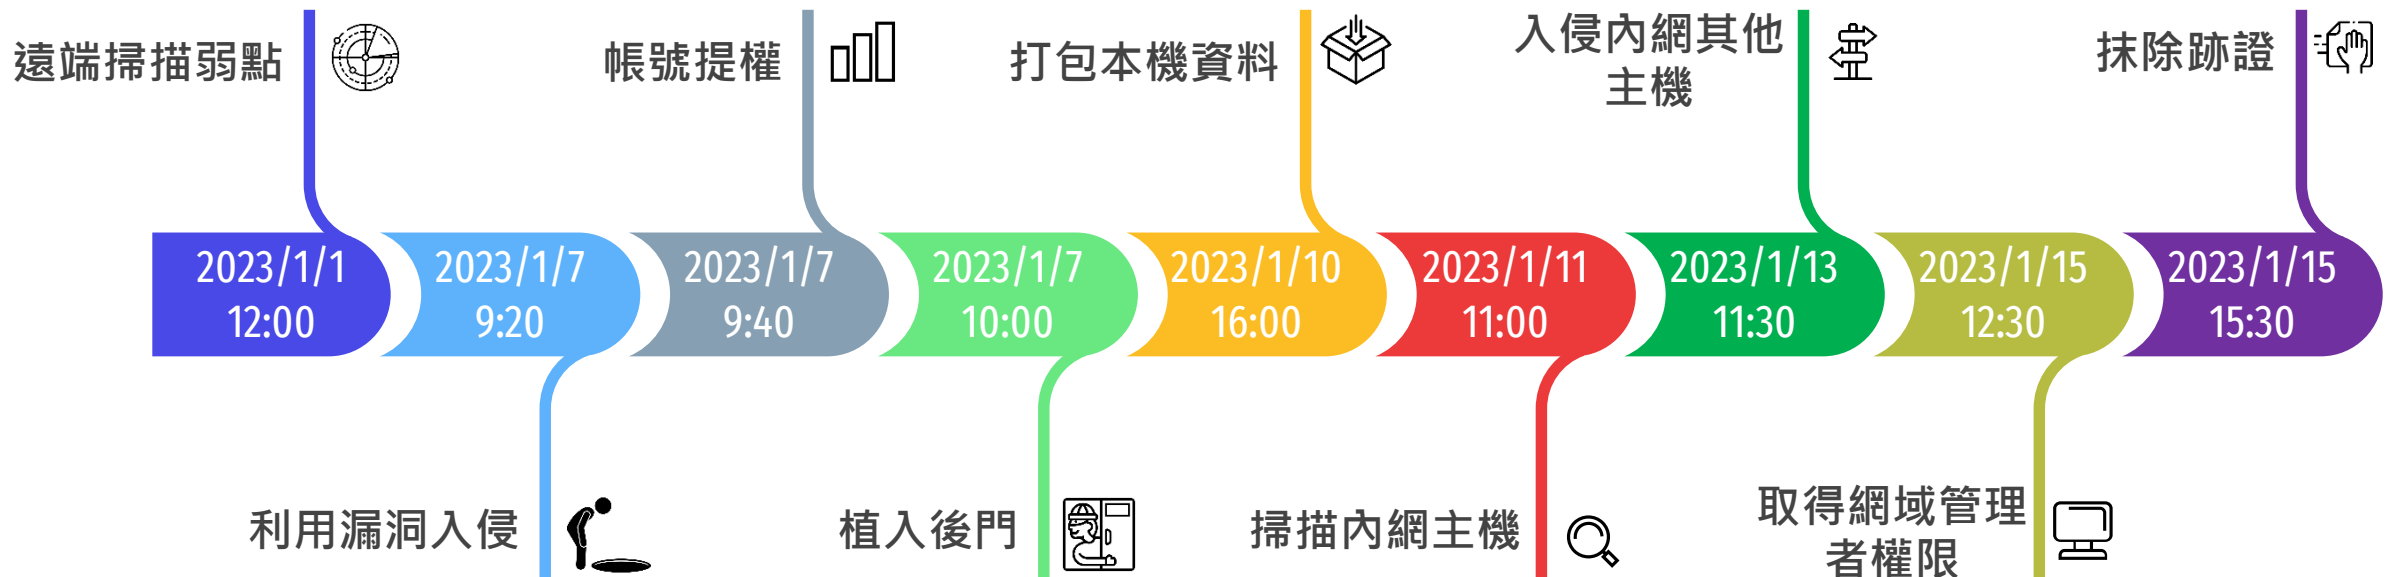 遠端掃描弱點
帳號提權
打包本機資料
入侵內網其他
主機
抹除跡證
2023/1/1
12:00
2023/1/7
9:20
2023/1/7
9:40
2023/1/7
10:00
2023/1/10
16:00
2023/1/11
11:00
2023/1/13
11:30
2023/1/15
12:30
2023/1/15
15:30
利用漏洞入侵
植入後門
掃描內網主機
取得網域管理
者權限